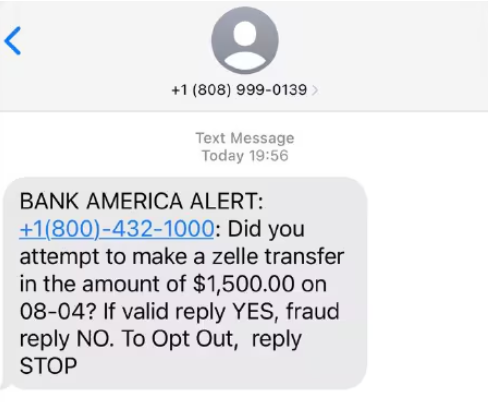 +1 (808) 999-0139
Text Message
Today 19:56
BANK AMERICA ALERT:
+1(800)-432-1000: Did you
attempt to make a zelle transfer
in the amount of $1,500.00 on
08-04? If valid reply YES, fraud
reply NO. To Opt Out,  reply
STOP